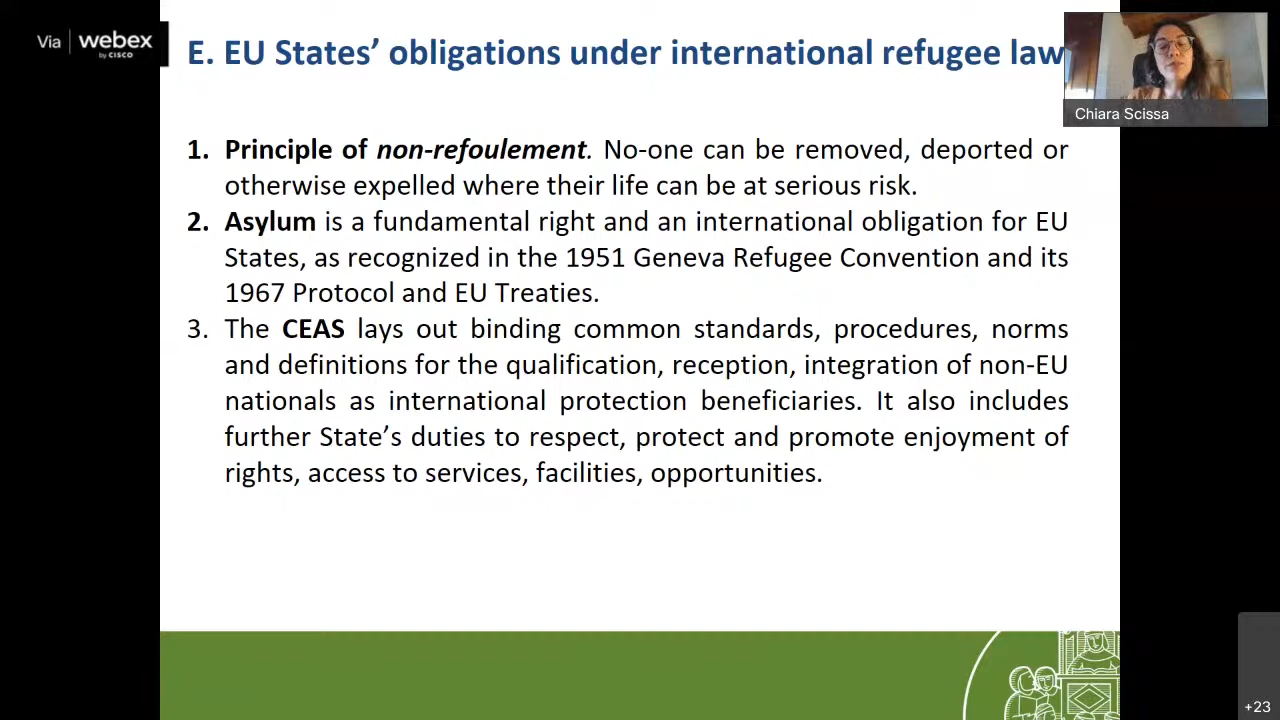 Via webex
by CISCO
E. EU States’ obligations under international refugee law
Chiara Scissa
1. Principle of non-refoulement. No-one can be removed, deported or
otherwise expelled where their life can be at serious risk.
2. Asylum is a fundamental right and an international obligation for EU
States, as recognized in the 1951 Geneva Refugee Convention and its
1967 Protocol and EU Treaties.
3. The CEAS lays out binding common standards, procedures, norms
and definitions for the qualification, reception, integration of non-EU
nationals as international protection beneficiaries. It also includes
further State’s duties to respect, protect and promote enjoyment of
rights, access to services, facilities, opportunities.
+23